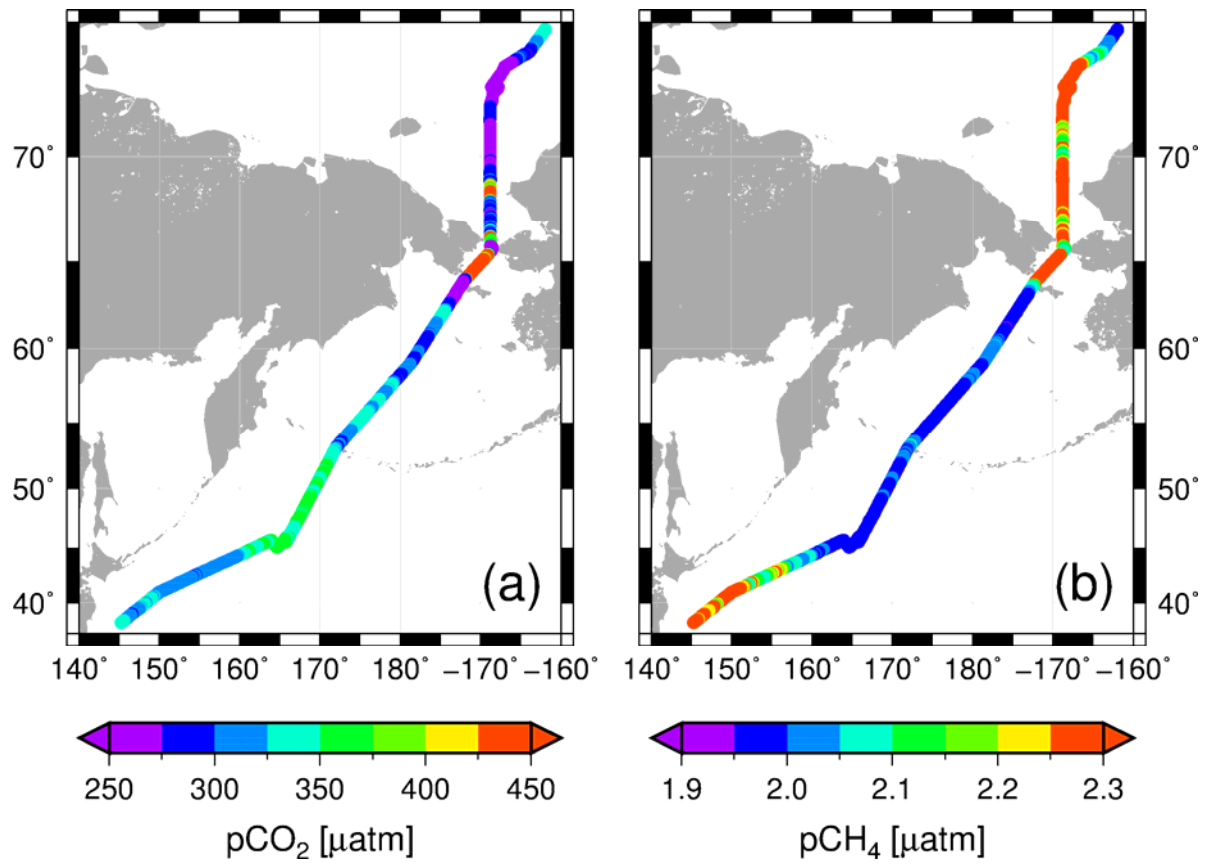 70˚ 70˚
60˚ 60˚
50˚ 50˚
40˚ (a) (b) 40˚
140˚ 150˚ 160˚ 170˚ 180˚ −170˚ −160˚ 140˚ 150˚ 160˚ 170˚ 180˚ −170˚ −160˚
250 300 350 400 450 1.9 2.0 2.1 2.2 2.3
pCO₂ [μatm] pCH₄ [μatm]